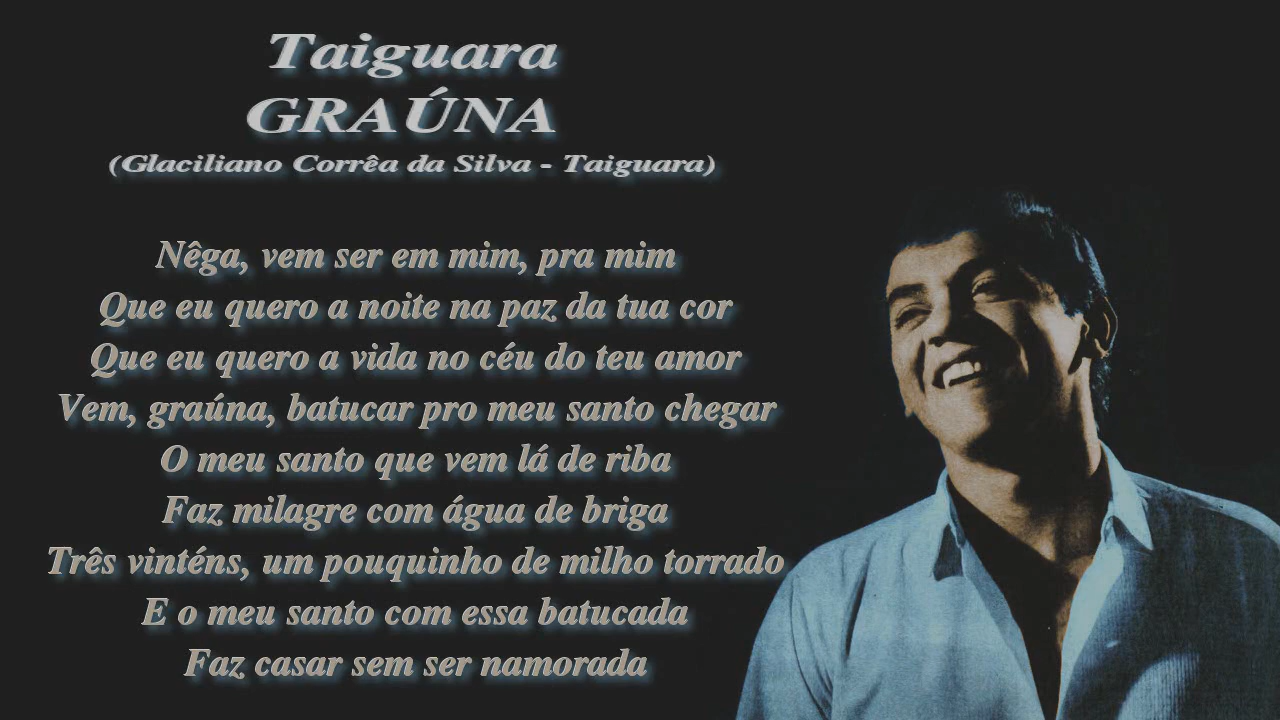 Taiguara
GRAÚNA
(Glaciliano Corrêa da Silva - Taiguara)
Nêga, vem ser em mim, pra mim
Que eu quero a noite na paz da tua cor
Que eu quero a vida no céu do teu amor
Vem, graúna, batucar pro meu santo chegar
O meu santo que vem lá de riba
Faz milagre com água de briga
Três vinténs, um pouquinho de milho torrado
E o meu santo com essa batucada
Faz casar sem ser namorada